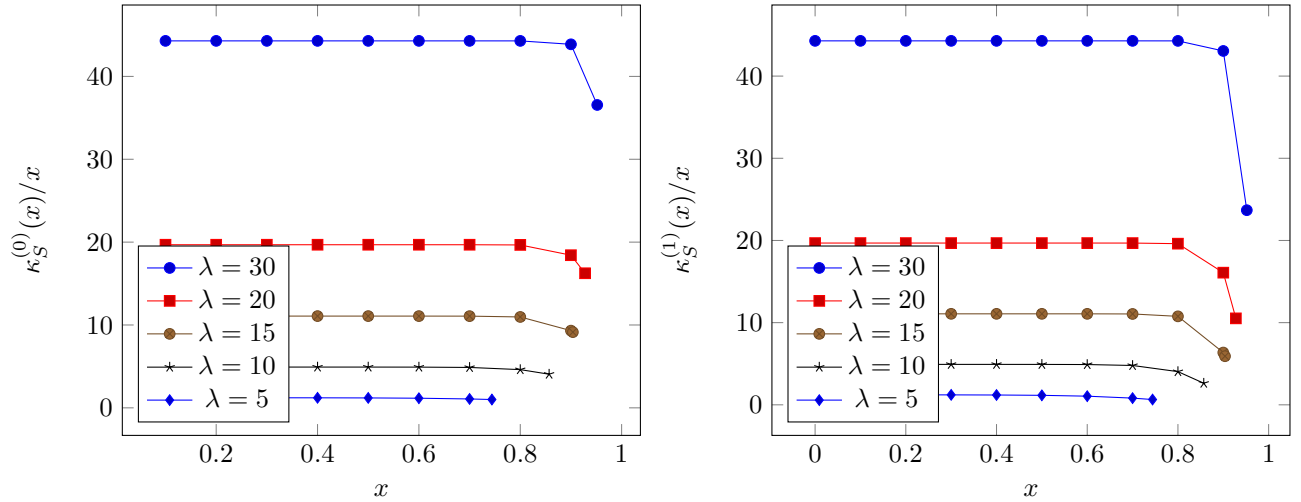 κ_S^{(0)}(x)/x
40
30
20
10
0
λ = 30
λ = 20
λ = 15
λ = 10
λ = 5
0.2 0.4 0.6 0.8 1
x
κ_S^{(1)}(x)/x
40
30
20
10
0
λ = 30
λ = 20
λ = 15
λ = 10
λ = 5
0 0.2 0.4 0.6 0.8 1
x